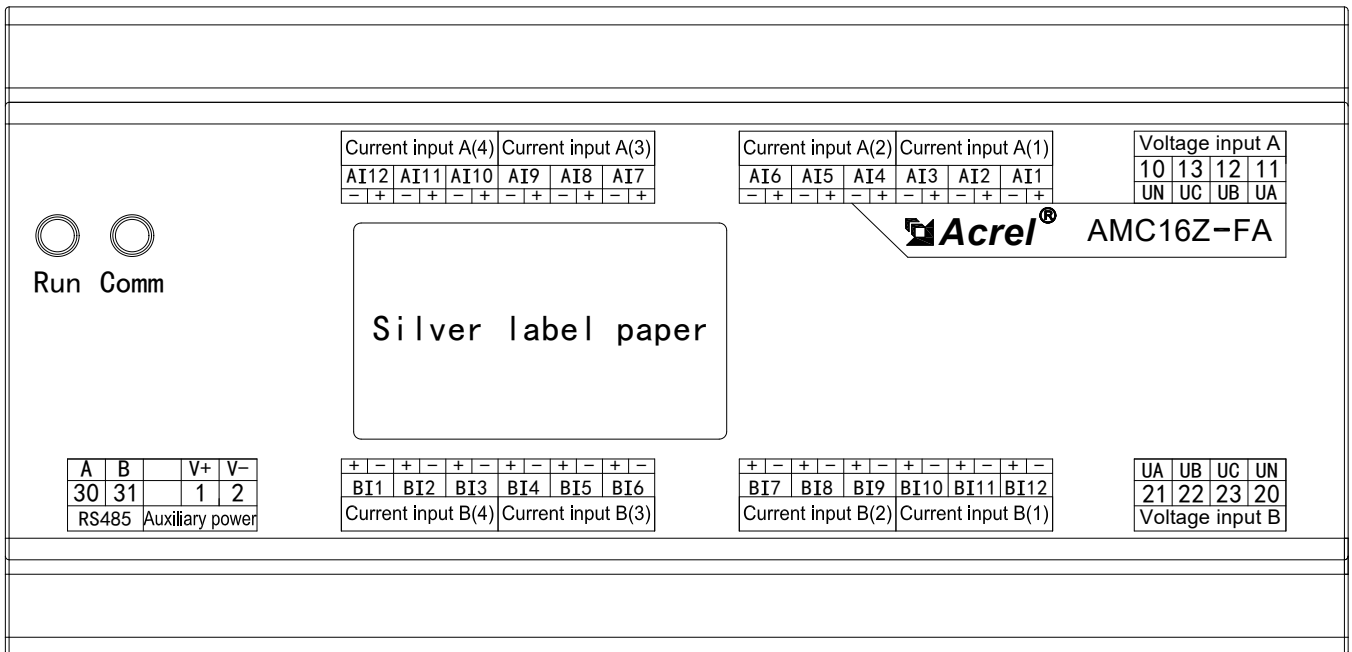 Current input A(4) Current input A(3) Current input A(2) Current input A(1) Voltage input A
AI12 AI11 AI10 AI9 AI8 AI7 AI6 AI5 AI4 AI3 AI2 AI1 10 13 12 11
- + - + - + - + - + - + - + - + - + - + - + - + UN UC UB UA
Acrel® AMC16Z-FA
Run Comm
Silver label paper
A B V+ V- + - + - + - + - + - + - + - + - + - + - + - + - UA UB UC UN
30 31 1 2 BI1 BI2 BI3 BI4 BI5 BI6 BI7 BI8 BI9 BI10 BI11 BI12 21 22 23 20
RS485 Auxiliary power Current input B(4) Current input B(3) Current input B(2) Current input B(1) Voltage input B